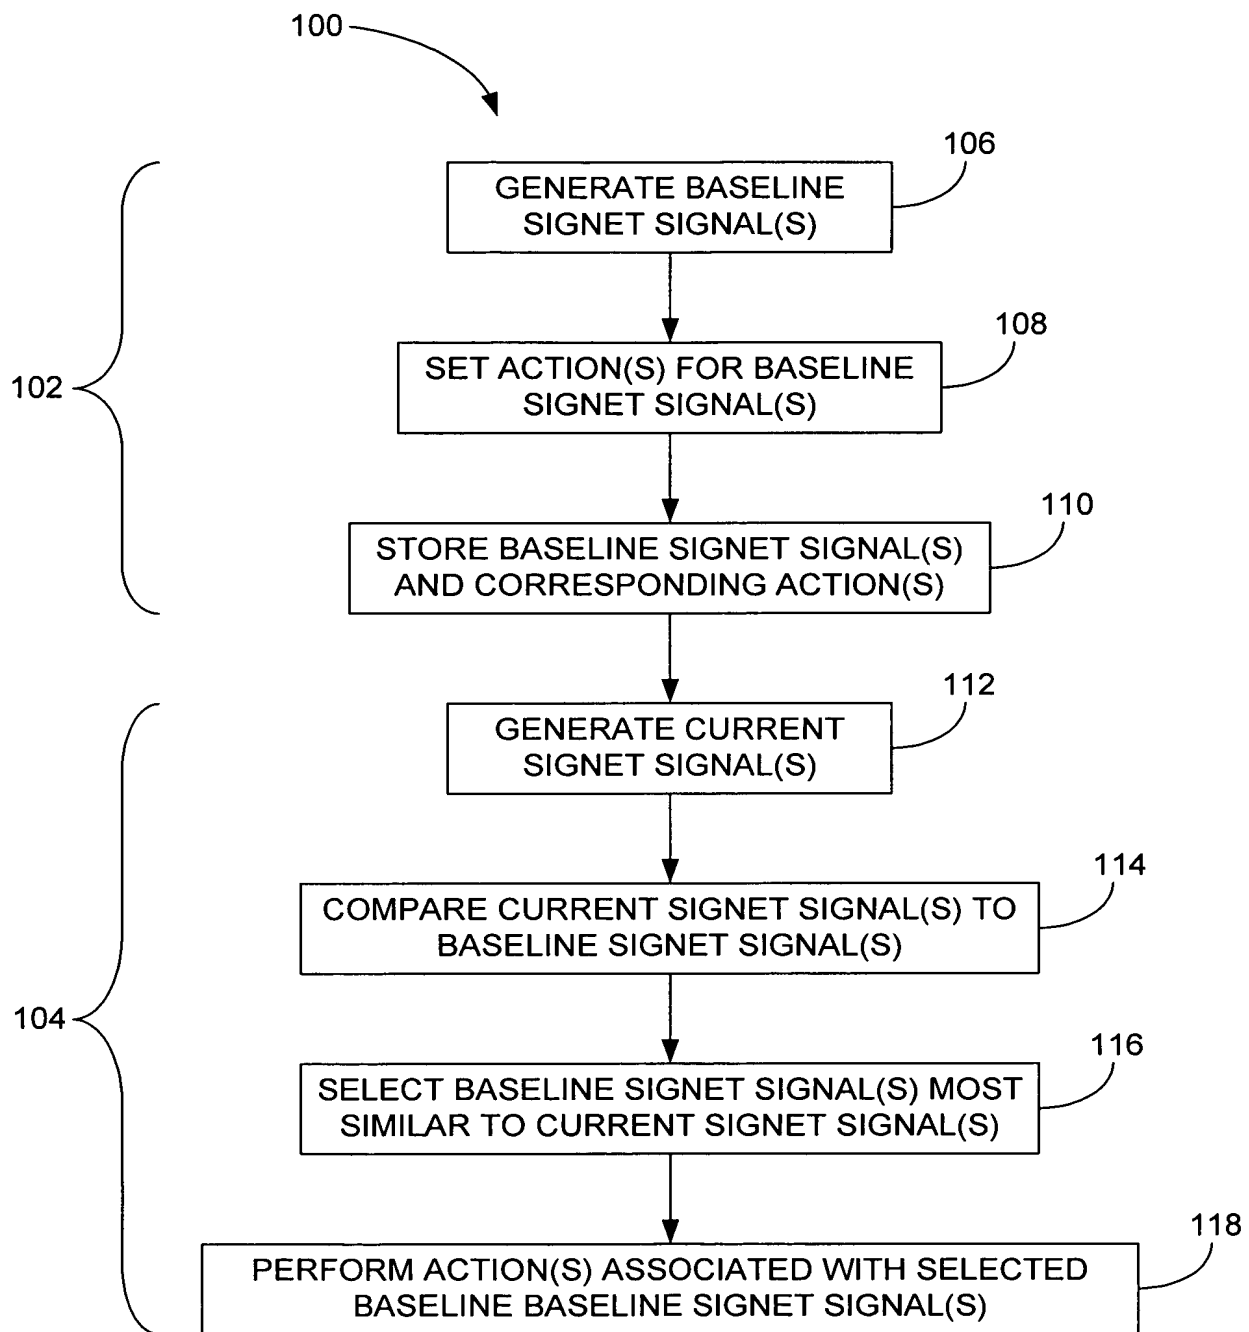 100
106
GENERATE BASELINE
SIGNET SIGNAL(S)
108
SET ACTION(S) FOR BASELINE
SIGNET SIGNAL(S)
102
110
STORE BASELINE SIGNET SIGNAL(S)
AND CORRESPONDING ACTION(S)
112
GENERATE CURRENT
SIGNET SIGNAL(S)
114
COMPARE CURRENT SIGNET SIGNAL(S) TO
BASELINE SIGNET SIGNAL(S)
104
116
SELECT BASELINE SIGNET SIGNAL(S) MOST
SIMILAR TO CURRENT SIGNET SIGNAL(S)
118
PERFORM ACTION(S) ASSOCIATED WITH SELECTED
BASELINE BASELINE SIGNET SIGNAL(S)